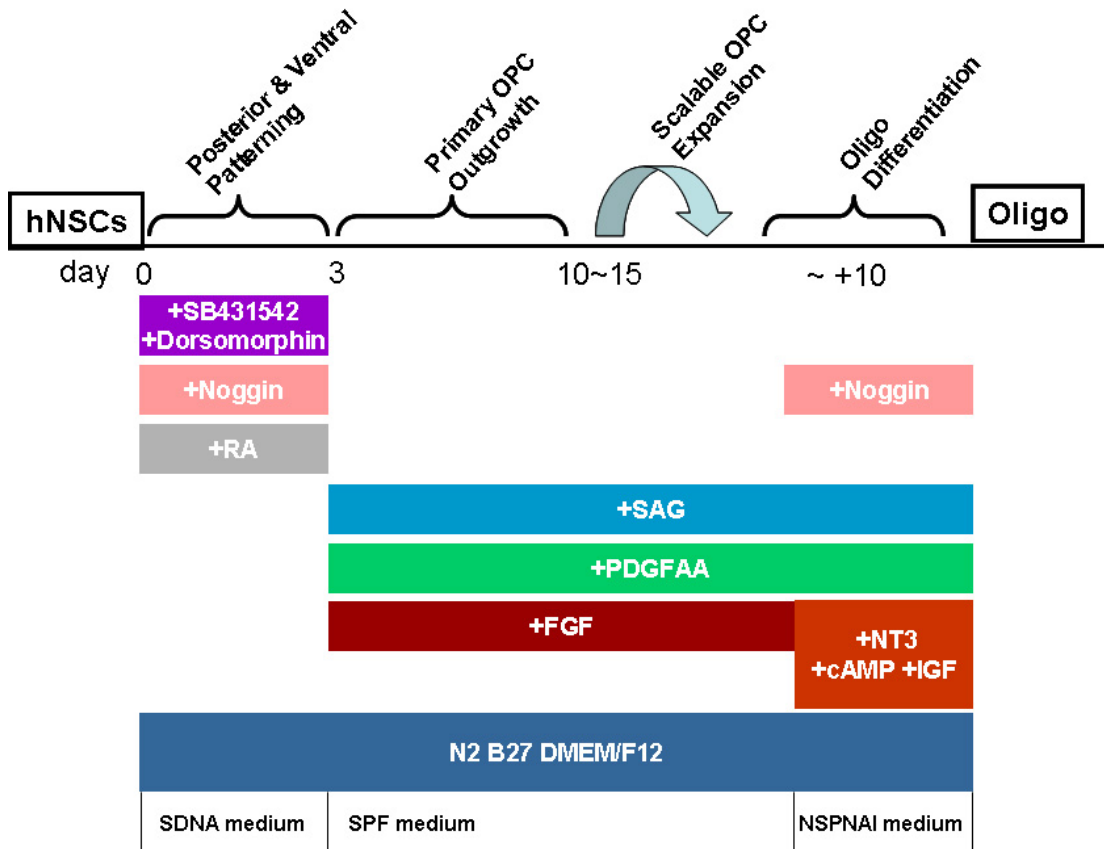 Posterior & Ventral
Patterning
Primary OPC
Outgrowth
Scalable OPC
Expansion
Oligo
Differentiation
hNSCs
Oligo
day 0 3 10~15 ~ +10
+SB431542
+Dorsomorphin
+Noggin +Noggin
+RA
+SAG
+PDGFAA
+FGF
+NT3
+cAMP +IGF
N2 B27 DMEM/F12
SDNA medium SPF medium NSPNAI medium